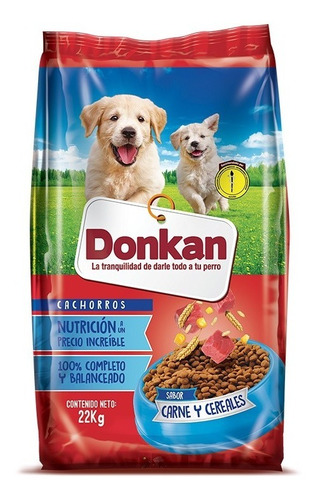 Donkan
La tranquilidad de darle todo a tu perro
CACHORROS
NUTRICIÓN A UN
PRECIO INCREÍBLE
100% COMPLETO
Y BALANCEADO
CONTENIDO NETO:
22Kg
SABOR
CARNE Y CEREALES